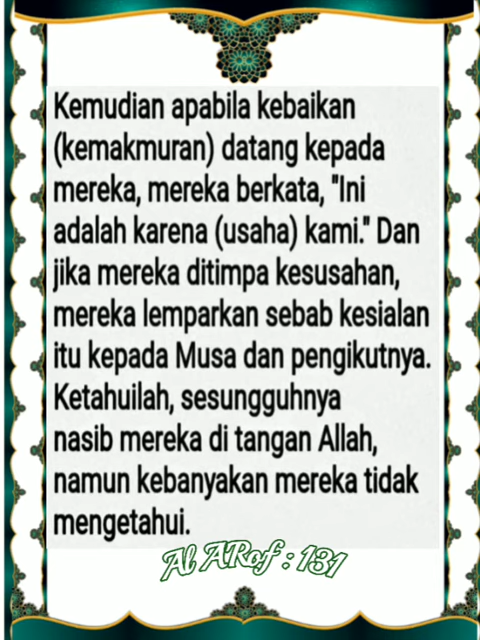 Kemudian apabila kebaikan
(kemakmuran) datang kepada
mereka, mereka berkata, "Ini
adalah karena (usaha) kami." Dan
jika mereka ditimpa kesusahan,
mereka lemparkan sebab kesialan
itu kepada Musa dan pengikutnya.
Ketahuilah, sesungguhnya
nasib mereka di tangan Allah,
namun kebanyakan mereka tidak
mengetahui.
Al ARof : 131